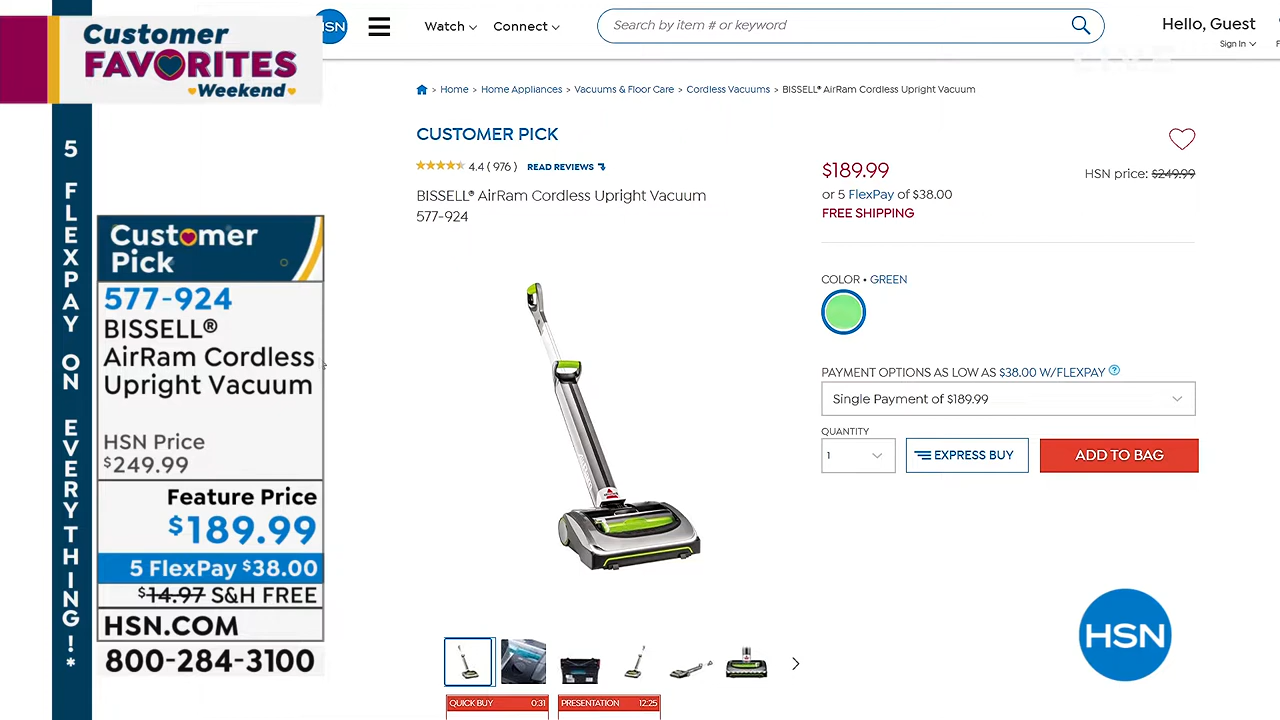 Customer
FAVORITES
Weekend
5 FLEXPAY ON EVERYTHING!*
Customer
Pick
577-924
BISSELL®
AirRam Cordless
Upright Vacuum
HSN Price
$249.99
Feature Price
$189.99
5 FlexPay $38.00
$14.97 S&H FREE
HSN.COM
800-284-3100
HSN
Watch
Connect
Search by item # or keyword
Hello, Guest
Sign In
LIVE
Home > Home Appliances > Vacuums & Floor Care > Cordless Vacuums > BISSELL® AirRam Cordless Upright Vacuum
CUSTOMER PICK
4.4 ( 976 ) READ REVIEWS
BISSELL® AirRam Cordless Upright Vacuum
577-924
$189.99
HSN price: $249.99
or 5 FlexPay of $38.00
FREE SHIPPING
COLOR • GREEN
PAYMENT OPTIONS AS LOW AS $38.00 W/FLEXPAY ?
Single Payment of $189.99
QUANTITY
1
EXPRESS BUY
ADD TO BAG
QUICK BUY 0:31
PRESENTATION 12:25
HSN